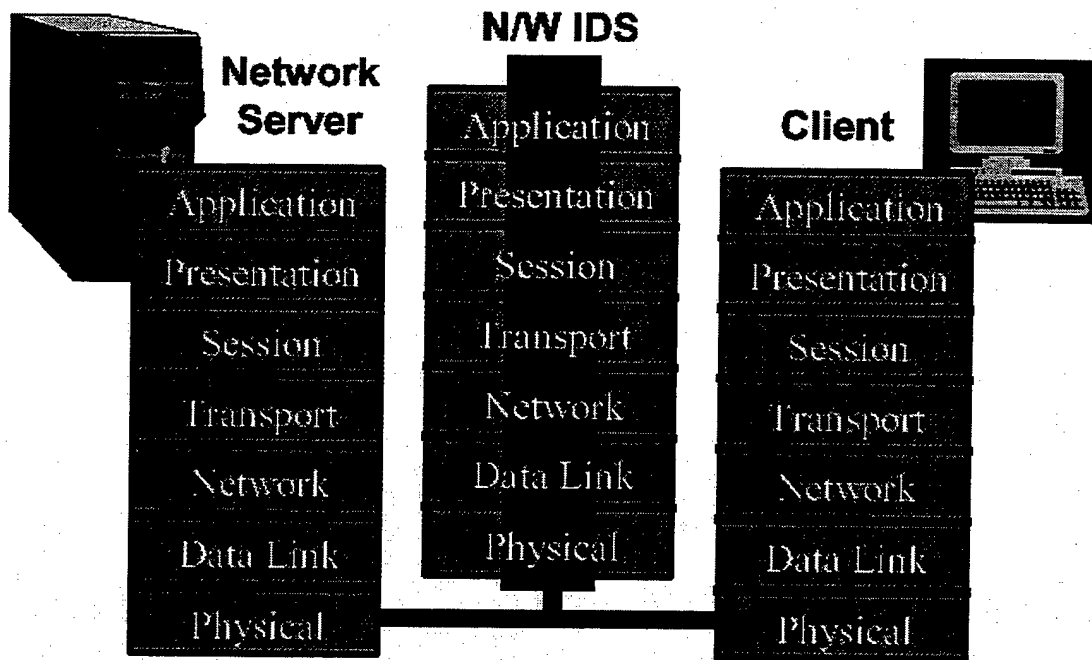 N/W IDS
Network
Server
Client
Application
Presentation
Session
Transport
Network
Data Link
Physical
Application
Presentation
Session
Transport
Network
Data Link
Physical
Application
Presentation
Session
Transport
Network
Data Link
Physical